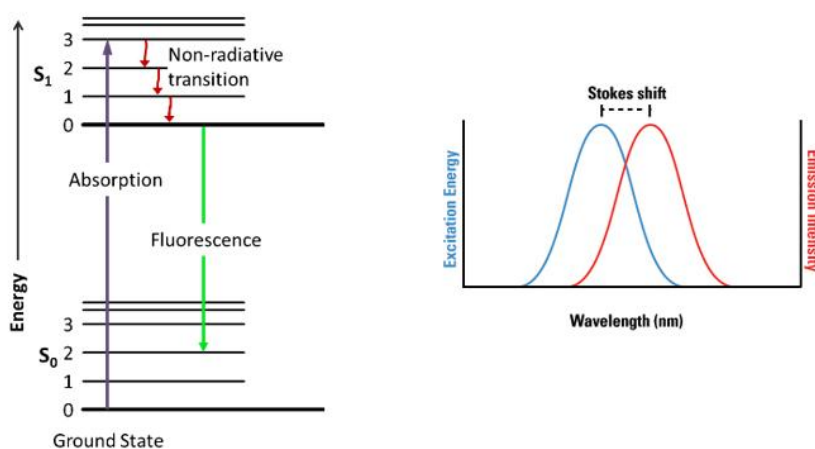 3
Non-radiative
S1
2
transition
1
0
Absorption
Fluorescence
Energy
3
S0
2
1
0
Ground State
Stokes shift
Excitation Energy
Emission Intensity
Wavelength (nm)